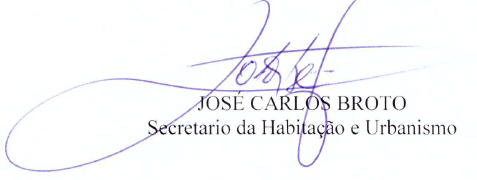 JOSÉ CARLOS BROTO
Secretario da Habitação e Urbanismo